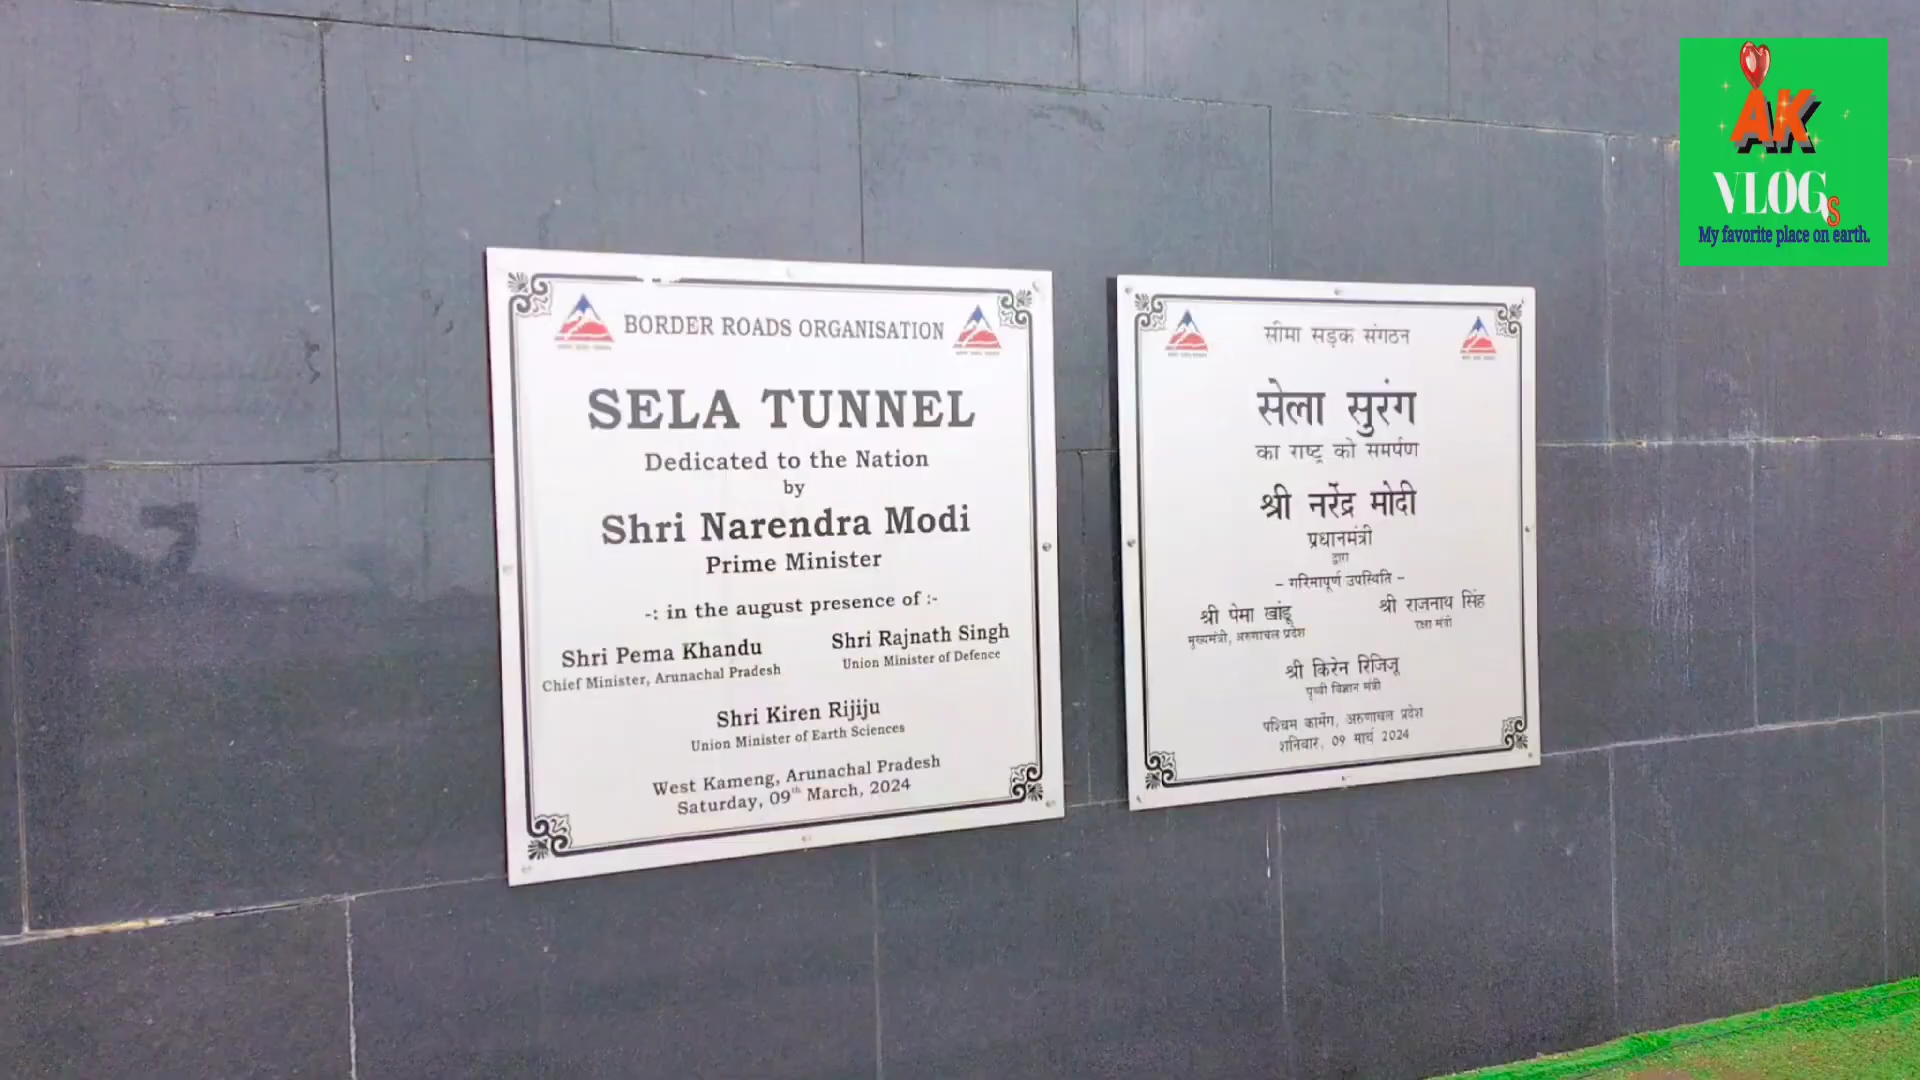 BORDER ROADS ORGANISATION
SELA TUNNEL
Dedicated to the Nation
by
Shri Narendra Modi
Prime Minister
-: in the august presence of :-
Shri Pema Khandu
Chief Minister, Arunachal Pradesh
Shri Rajnath Singh
Union Minister of Defence
Shri Kiren Rijiju
Union Minister of Earth Sciences
West Kameng, Arunachal Pradesh
Saturday, 09th March, 2024
सीमा सड़क संगठन
सेला सुरंग
का राष्ट्र को समर्पण
श्री नरेंद्र मोदी
प्रधानमंत्री
द्वारा
– गरिमापूर्ण उपस्थिति –
श्री पेमा खांडू
मुख्यमंत्री, अरुणाचल प्रदेश
श्री राजनाथ सिंह
रक्षा मंत्री
श्री किरेन रिजिजू
पृथ्वी विज्ञान मंत्री
पश्चिम कामेंग, अरुणाचल प्रदेश
शनिवार, 09 मार्च 2024
AK
VLOGs
My favorite place on earth.